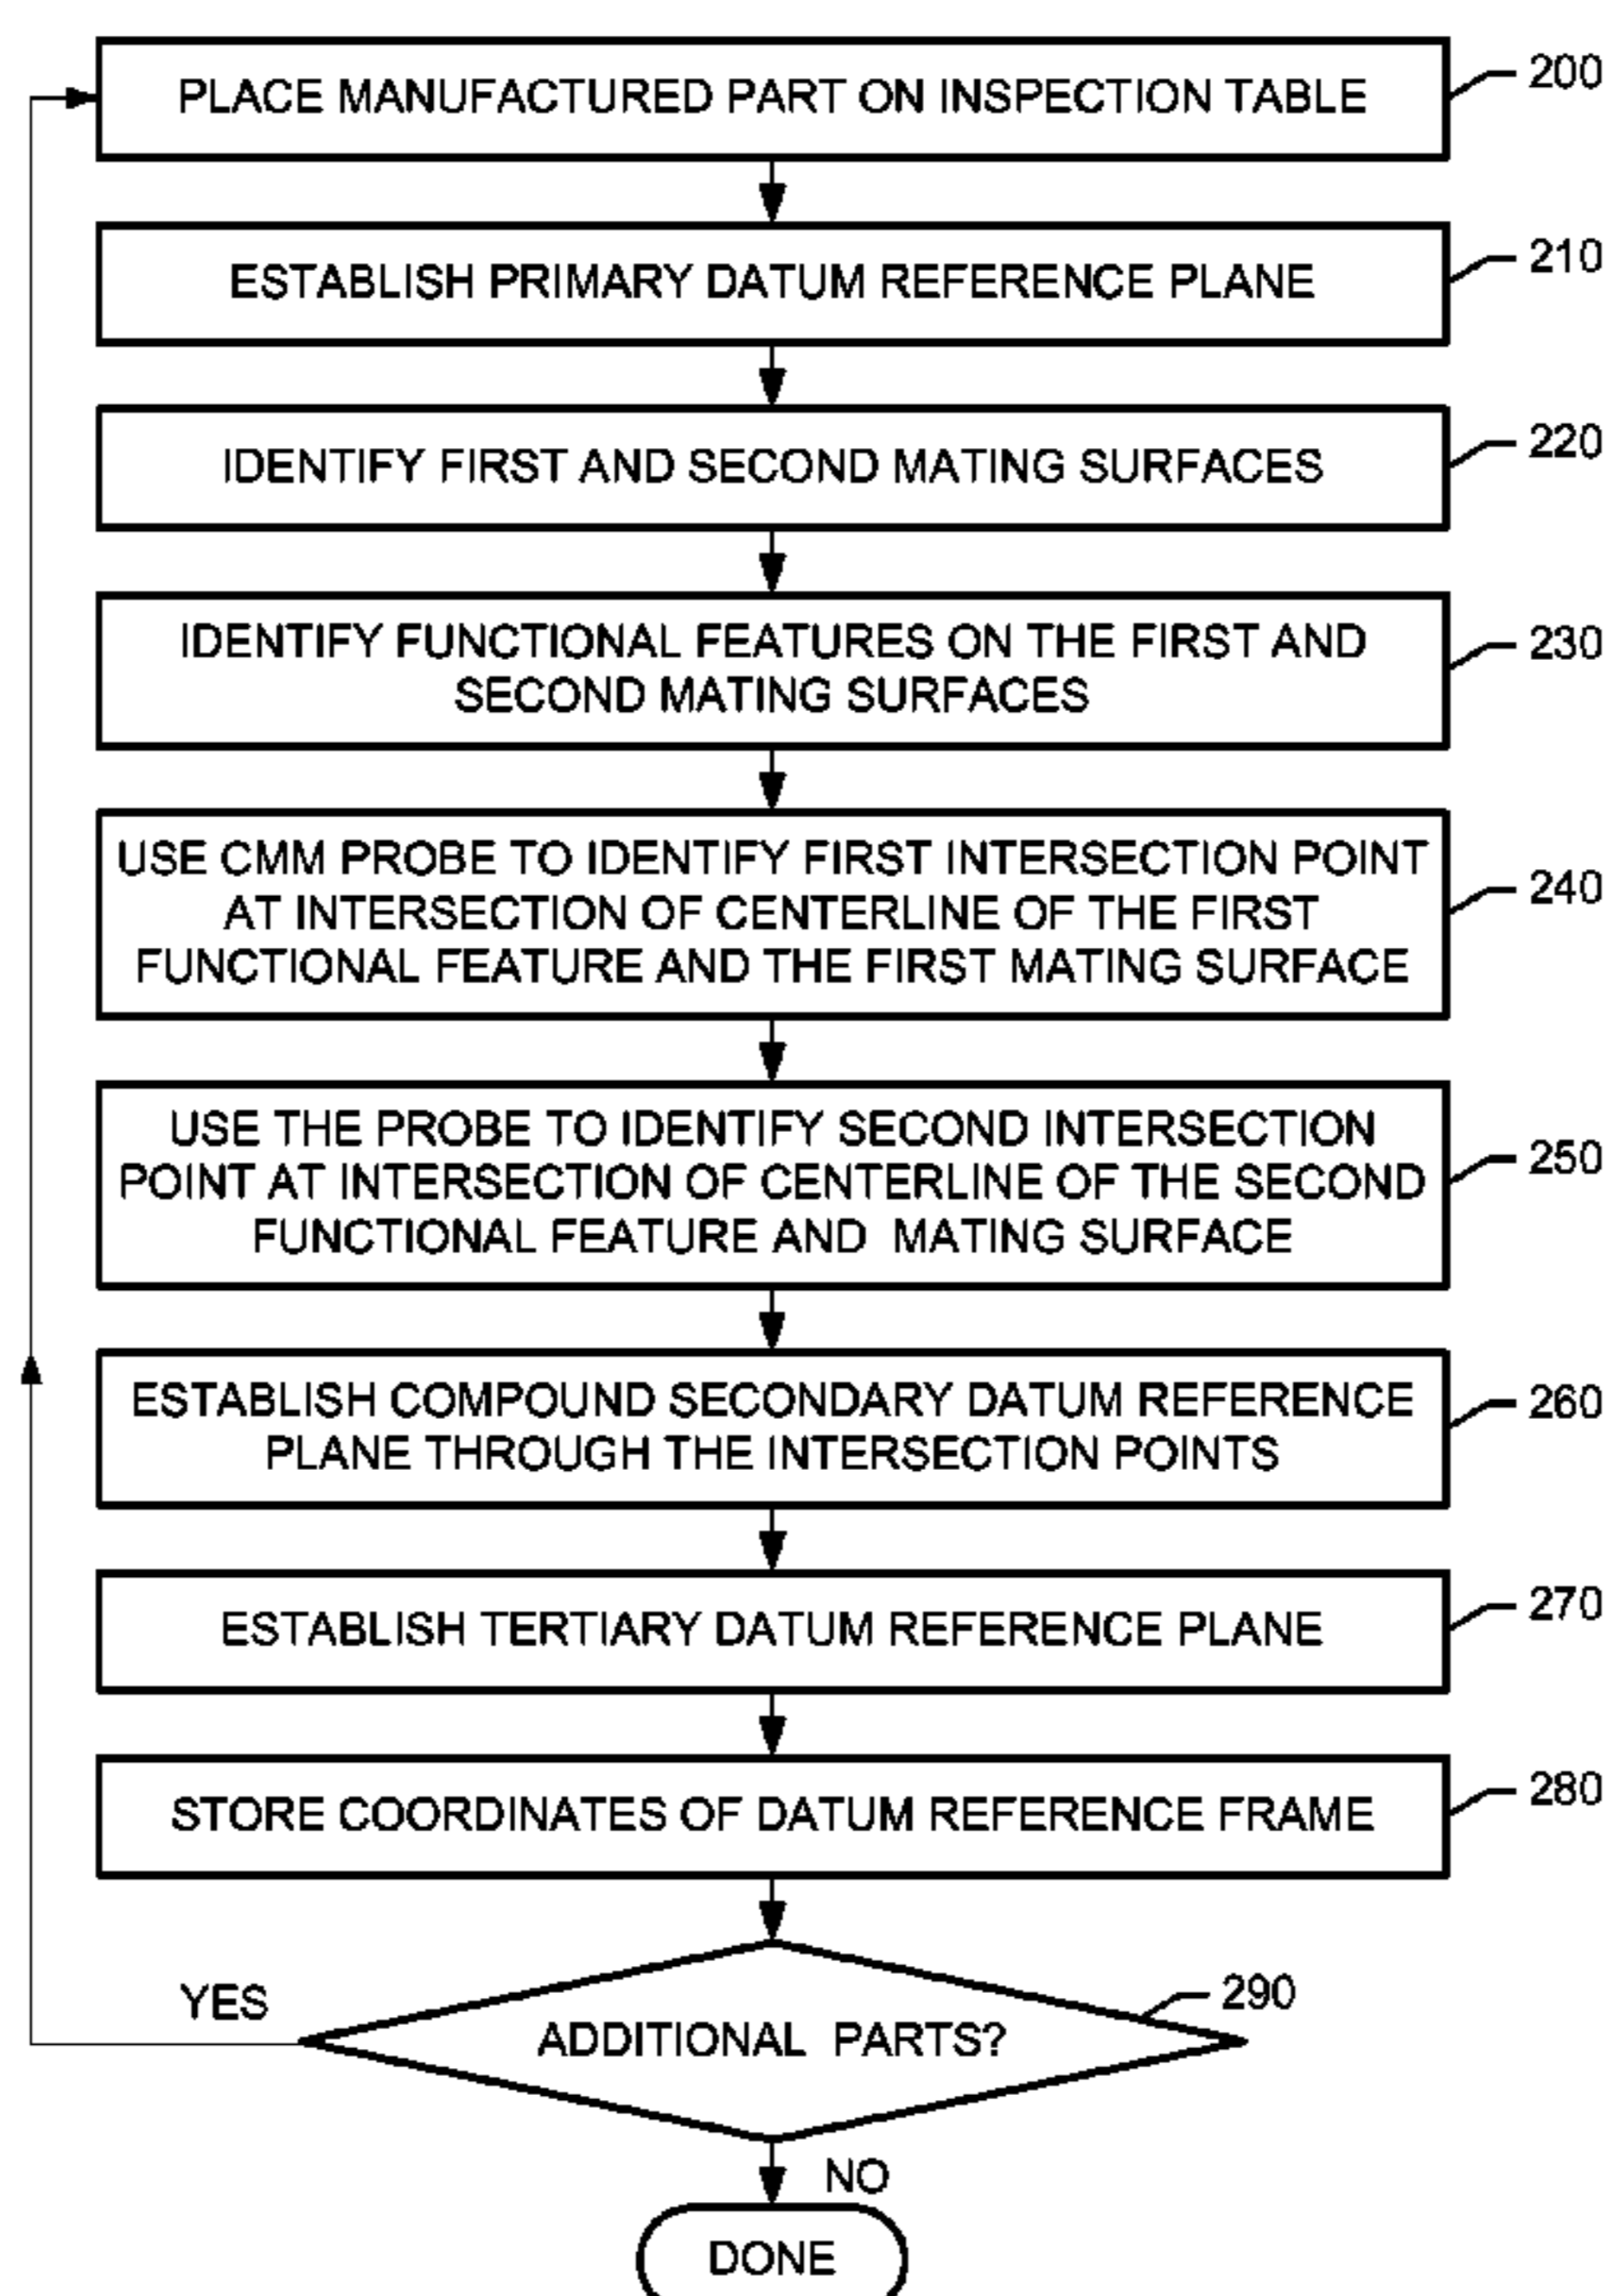 PLACE MANUFACTURED PART ON INSPECTION TABLE
200
ESTABLISH PRIMARY DATUM REFERENCE PLANE
210
IDENTIFY FIRST AND SECOND MATING SURFACES
220
IDENTIFY FUNCTIONAL FEATURES ON THE FIRST AND
SECOND MATING SURFACES
230
USE CMM PROBE TO IDENTIFY FIRST INTERSECTION POINT
AT INTERSECTION OF CENTERLINE OF THE FIRST
FUNCTIONAL FEATURE AND THE FIRST MATING SURFACE
240
USE THE PROBE TO IDENTIFY SECOND INTERSECTION
POINT AT INTERSECTION OF CENTERLINE OF THE SECOND
FUNCTIONAL FEATURE AND MATING SURFACE
250
ESTABLISH COMPOUND SECONDARY DATUM REFERENCE
PLANE THROUGH THE INTERSECTION POINTS
260
ESTABLISH TERTIARY DATUM REFERENCE PLANE
270
STORE COORDINATES OF DATUM REFERENCE FRAME
280
YES
ADDITIONAL PARTS?
290
NO
DONE